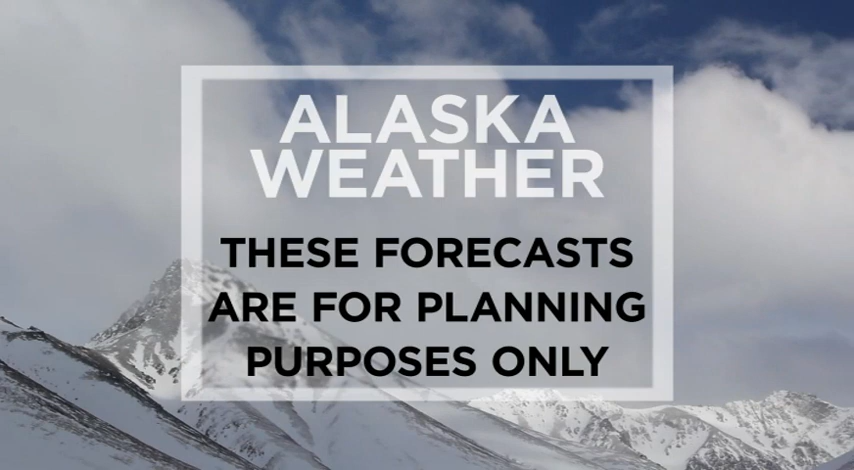 ALASKA
WEATHER
THESE FORECASTS
ARE FOR PLANNING
PURPOSES ONLY